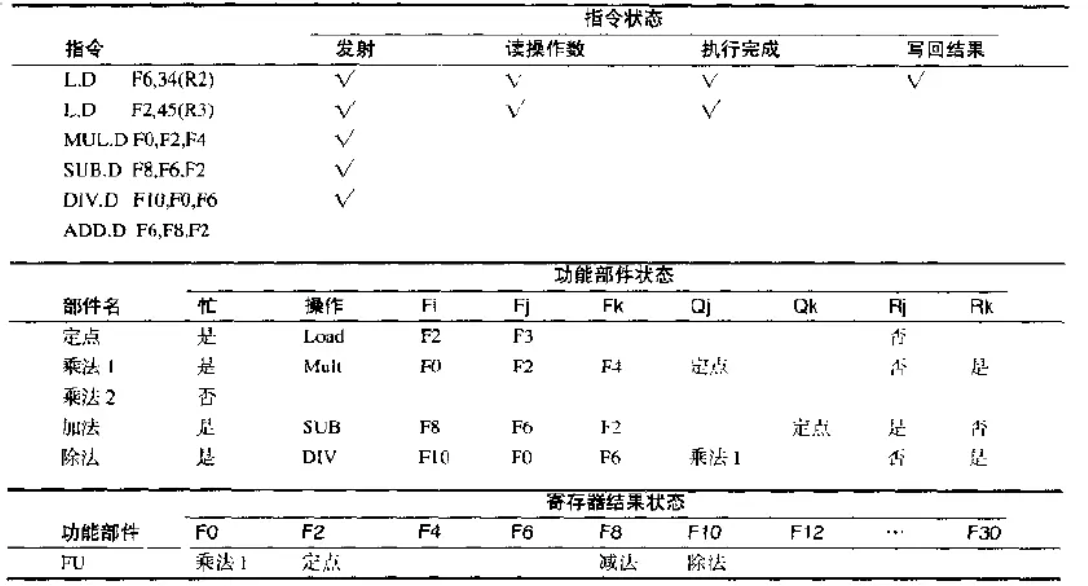 指令状态
指令 发射 读操作数 执行完成 写回结果
L.D F6,34(R2) √ √ √ √
L.D F2,45(R3) √ √ √
MUL.D F0,F2,F4 √
SUB.D F8,F6,F2 √
DIV.D F10,F0,F6 √
ADD.D F6,F8,F2
功能部件状态
部件名 忙 操作 Fi Fj Fk Qj Qk Rj Rk
定点 是 Load F2 F3 否
乘法1 是 Mult F0 F2 F4 定点 否 是
乘法2 否
加法 是 SUB F8 F6 F2 定点 是 否
除法 是 DIV F10 F0 F6 乘法1 否 是
寄存器结果状态
功能部件 F0 F2 F4 F6 F8 F10 F12 … F30
FU 乘法1 定点 减法 除法